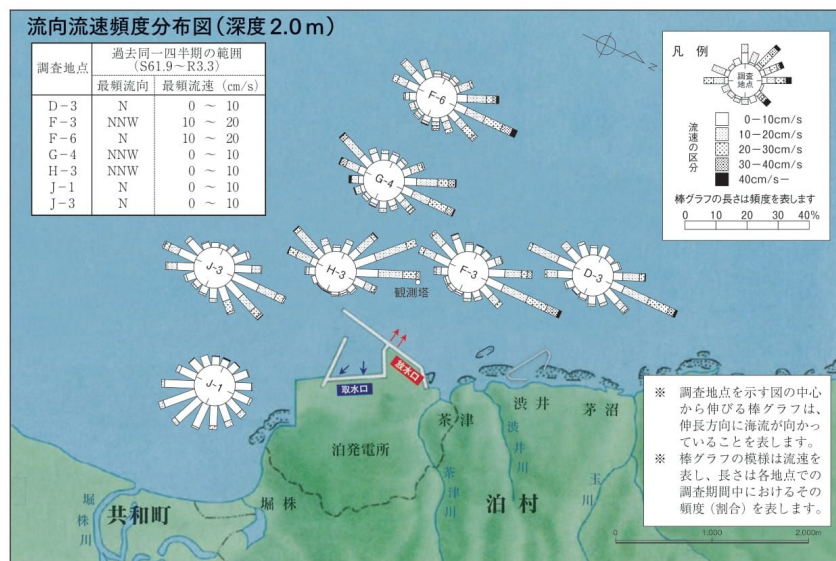 流向流速頻度分布図(深度2.0m)
調査地点 過去同一四半期の範囲
(S61.9～R3.3)
最頻流向 最頻流速 (cm/s)
D-3 N 0 ～ 10
F-3 NNW 10 ～ 20
F-6 N 10 ～ 20
G-4 NNW 0 ～ 10
H-3 NNW 0 ～ 10
J-1 N 0 ～ 10
J-3 N 0 ～ 10
N
凡 例
調査
地点
流速の区分
0－10cm/s
10－20cm/s
20－30cm/s
30－40cm/s
40cm/s－
棒グラフの長さは頻度を表します
0 10 20 30 40%
F-6
G-4
J-3
H-3
F-3
D-3
観測塔
J-1
放水口
取水口
泊発電所
茶津
渋井
茅沼
渋井川
茶津川
玉川
泊村
堀株
堀株川
共和町
※ 調査地点を示す図の中心
から伸びる棒グラフは、
伸長方向に海流が向かっ
ていることを表します。
※ 棒グラフの模様は流速を
表し、長さは各地点での
調査期間中におけるその
頻度(割合)を表します。
0 1,000 2,000m